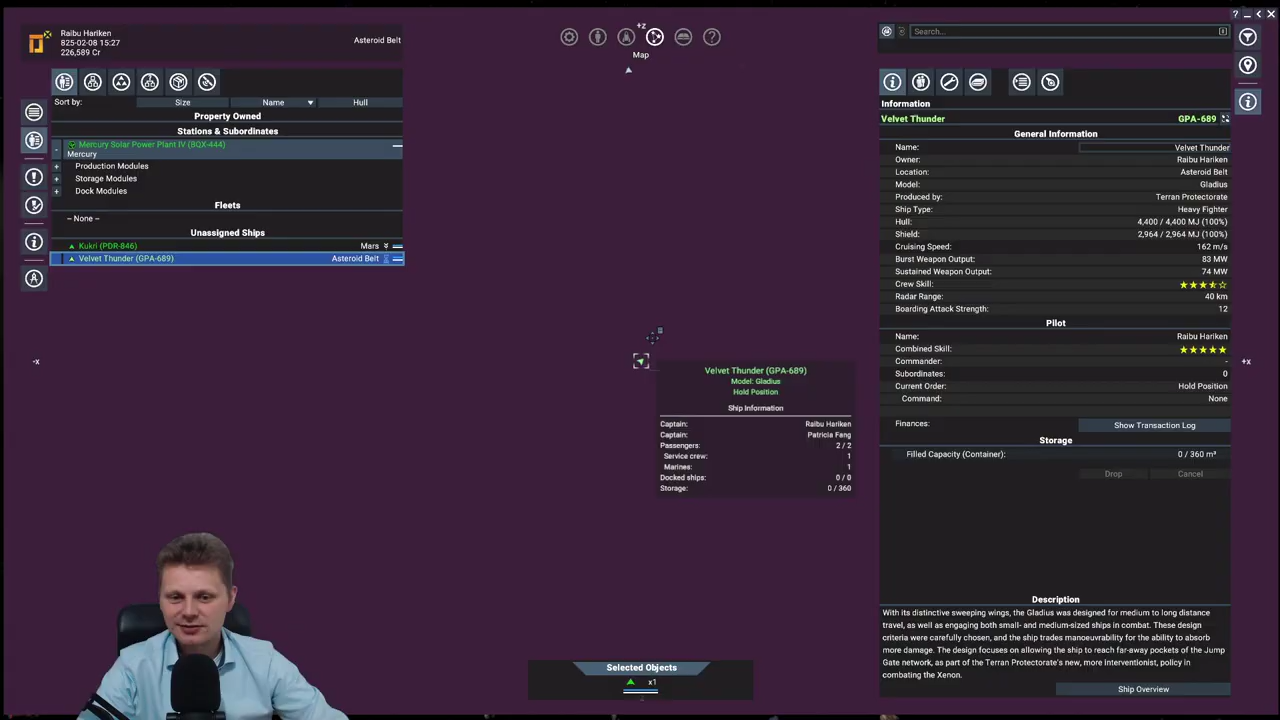 Raibu Hariken
825-02-08 15:27
226,589 Cr
Asteroid Belt
Sort by:
Size
Name
Hull
Property Owned
Stations & Subordinates
Mercury Solar Power Plant IV (BQX-444)
Mercury
Production Modules
Storage Modules
Dock Modules
Fleets
-- None --
Unassigned Ships
Kukri (PDR-846) Mars
Velvet Thunder (GPA-689) Asteroid Belt
+z
Map
-x
+x
Velvet Thunder (GPA-689)
Model: Gladius
Hold Position
Ship Information
Captain: Raibu Hariken
Captain: Patricia Fang
Passengers: 2 / 2
Service crew: 1
Marines: 1
Docked ships: 0 / 0
Storage: 0 / 360
Selected Objects
x1
Search...
Information
Velvet Thunder GPA-689
General Information
Name: Velvet Thunder
Owner: Raibu Hariken
Location: Asteroid Belt
Model: Gladius
Produced by: Terran Protectorate
Ship Type: Heavy Fighter
Hull: 4,400 / 4,400 MJ (100%)
Shield: 2,964 / 2,964 MJ (100%)
Cruising Speed: 162 m/s
Burst Weapon Output: 83 MW
Sustained Weapon Output: 74 MW
Crew Skill: ★★★★☆
Radar Range: 40 km
Boarding Attack Strength: 12
Pilot
Name: Raibu Hariken
Combined Skill: ★★★★★
Commander: -
Subordinates: 0
Current Order: Hold Position
Command: None
Finances: Show Transaction Log
Storage
Filled Capacity (Container): 0 / 360 m³
Drop
Cancel
Description
With its distinctive sweeping wings, the Gladius was designed for medium to long distance
travel, as well as engaging both small- and medium-sized ships in combat. These design
criteria were carefully chosen, and the ship trades manoeuvrability for the ability to absorb
more damage. The design focuses on allowing the ship to reach far-away pockets of the Jump
Gate network, as part of the Terran Protectorate's new, more interventionist, policy in
combating the Xenon.
Ship Overview